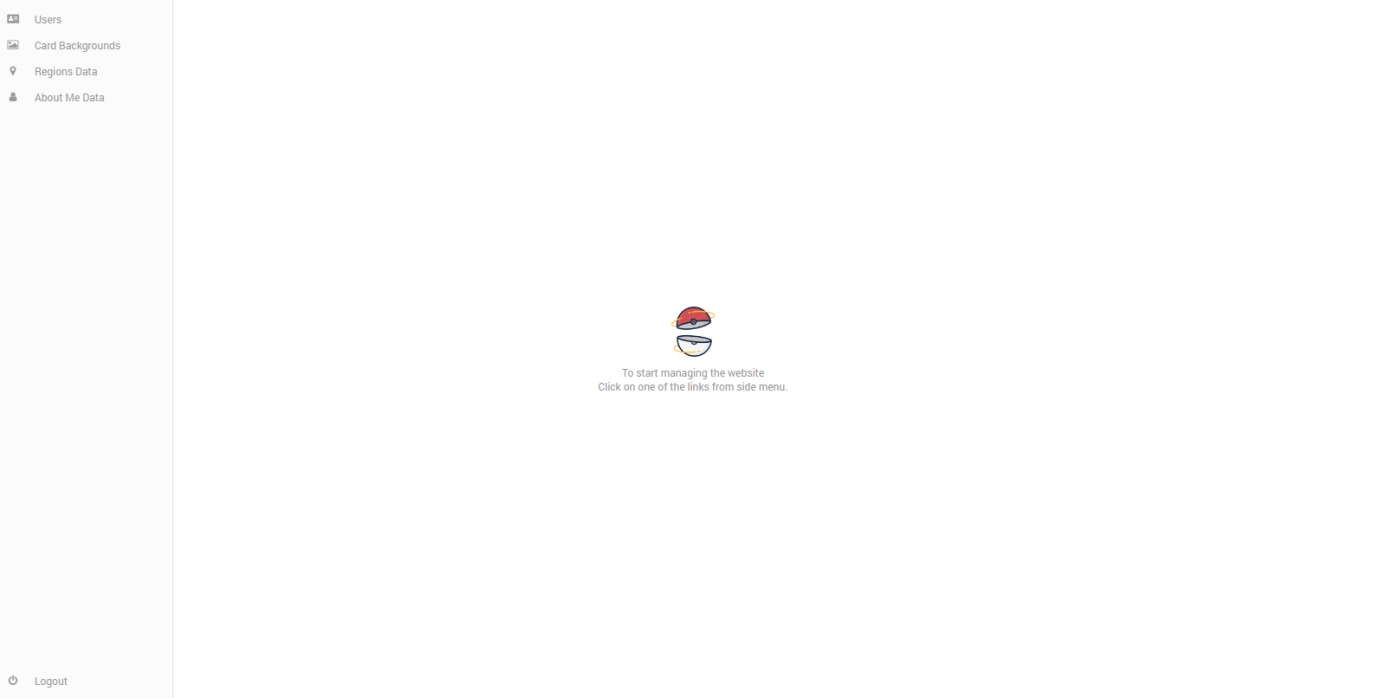 Users
Card Backgrounds
Regions Data
About Me Data
To start managing the website
Click on one of the links from side menu.
Logout